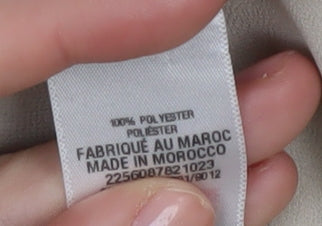 100% POLYESTER
POLIÉSTER
FABRIQUÉ AU MAROC
MADE IN MOROCCO
2256087821023